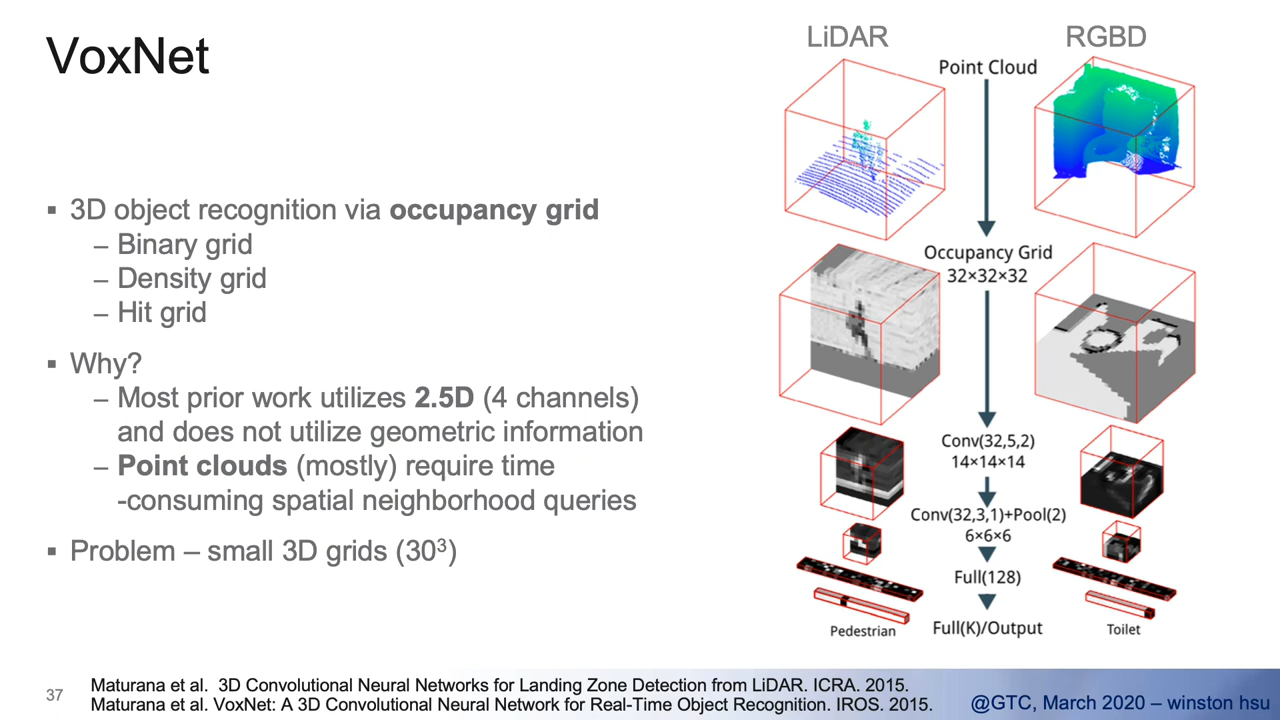 VoxNet
▪ 3D object recognition via occupancy grid
– Binary grid
– Density grid
– Hit grid
▪ Why?
– Most prior work utilizes 2.5D (4 channels)
and does not utilize geometric information
– Point clouds (mostly) require time
-consuming spatial neighborhood queries
▪ Problem – small 3D grids (30³)
LiDAR
RGBD
Point Cloud
Occupancy Grid
32×32×32
Conv(32,5,2)
14×14×14
Conv(32,3,1)+Pool(2)
6×6×6
Full(128)
Full(K)/Output
Pedestrian
Toilet
37
Maturana et al. 3D Convolutional Neural Networks for Landing Zone Detection from LiDAR. ICRA. 2015.
Maturana et al. VoxNet: A 3D Convolutional Neural Network for Real-Time Object Recognition. IROS. 2015.
@GTC, March 2020 – winston hsu